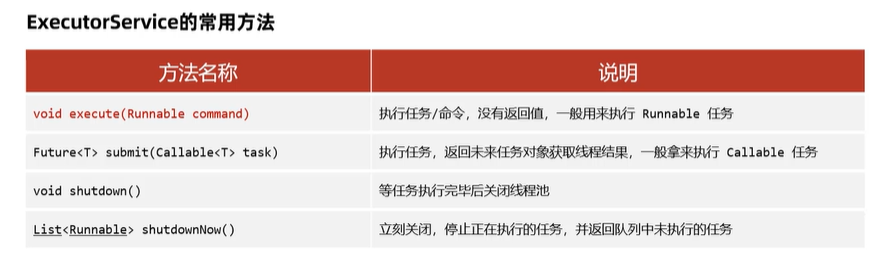 ExecutorService的常用方法
方法名称 说明
void execute(Runnable command) 执行任务/命令，没有返回值，一般用来执行 Runnable 任务
Future<T> submit(Callable<T> task) 执行任务，返回未来任务对象获取线程结果，一般拿来执行 Callable 任务
void shutdown() 等任务执行完毕后关闭线程池
List<Runnable> shutdownNow() 立刻关闭，停止正在执行的任务，并返回队列中未执行的任务